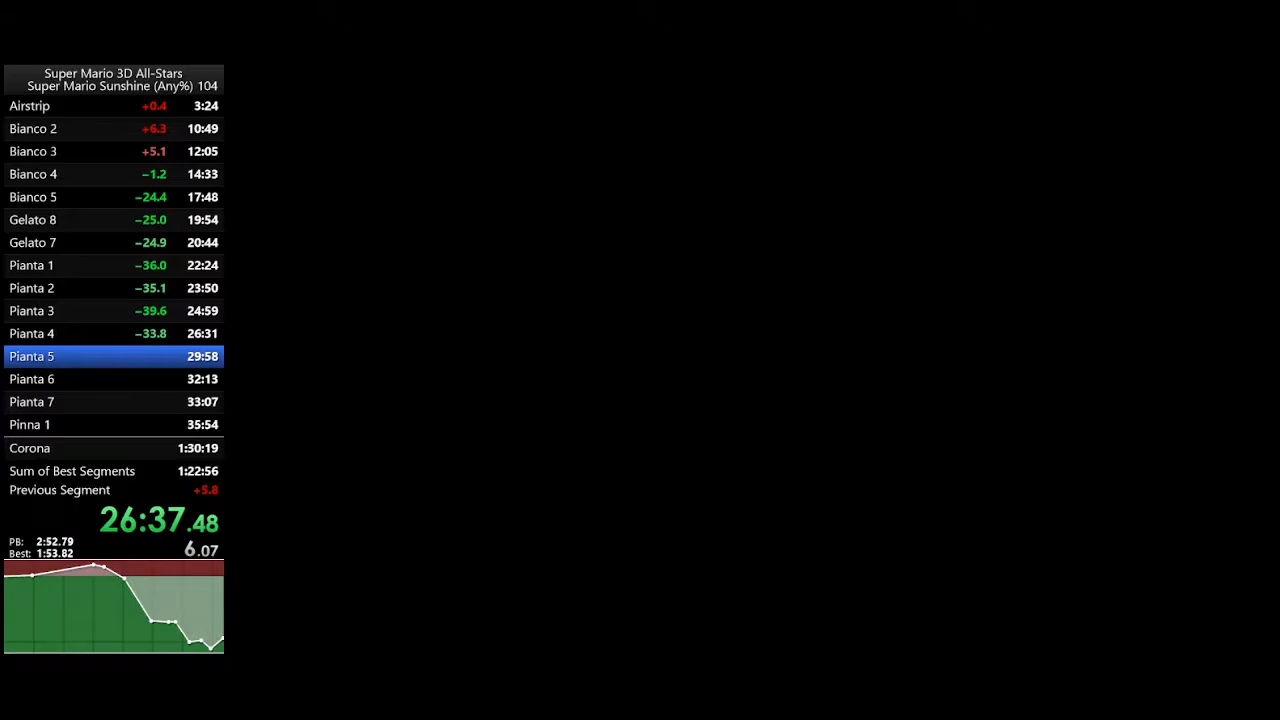 Super Mario 3D All-Stars
Super Mario Sunshine (Any%) 104
Airstrip +0.4 3:24
Bianco 2 +6.3 10:49
Bianco 3 +5.1 12:05
Bianco 4 −1.2 14:33
Bianco 5 −24.4 17:48
Gelato 8 −25.0 19:54
Gelato 7 −24.9 20:44
Pianta 1 −36.0 22:24
Pianta 2 −35.1 23:50
Pianta 3 −39.6 24:59
Pianta 4 −33.8 26:31
Pianta 5 29:58
Pianta 6 32:13
Pianta 7 33:07
Pinna 1 35:54
Corona 1:30:19
Sum of Best Segments 1:22:56
Previous Segment +5.8
26:37.48
PB: 2:52.79
Best: 1:53.82
6.07